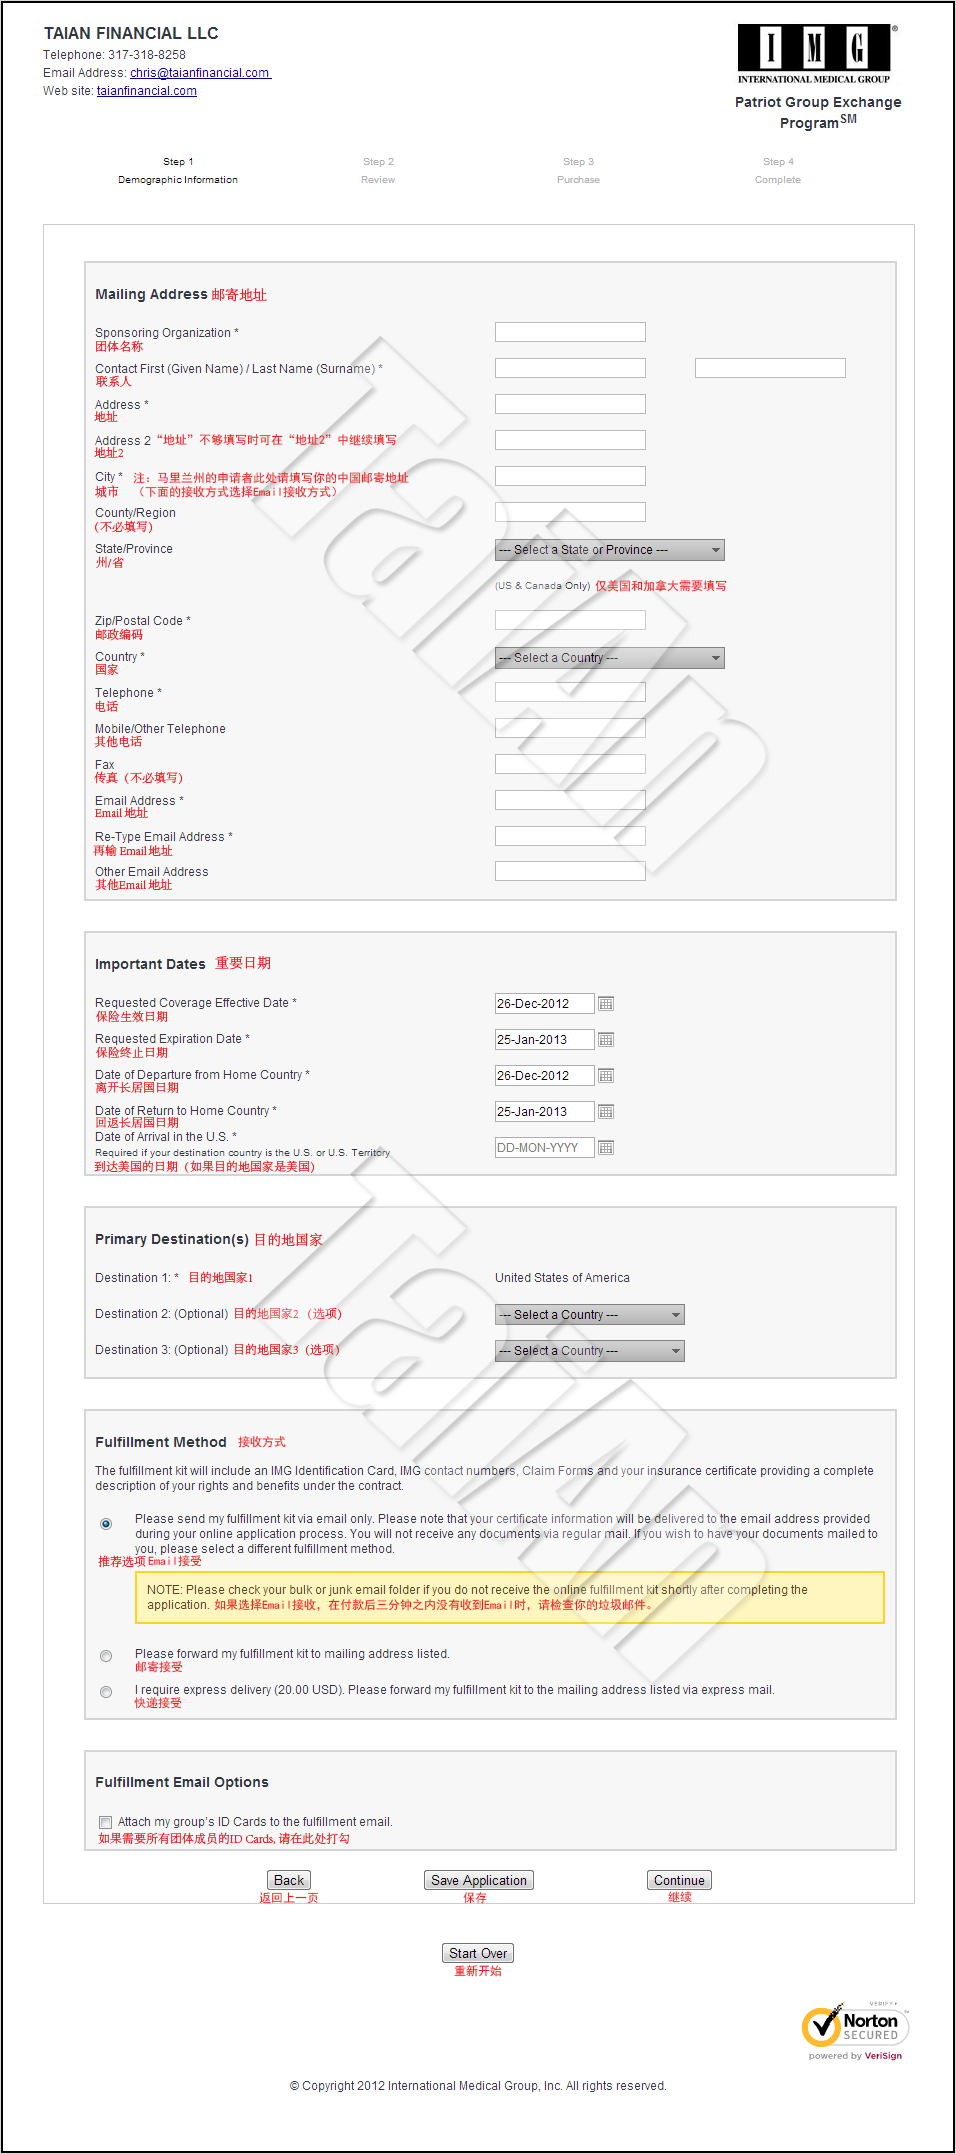 TAIAN FINANCIAL LLC
Telephone: 317-318-8258
Email Address: chris@taianfinancial.com
Web site: taianfinancial.com
IMG ®
INTERNATIONAL MEDICAL GROUP
Patriot Group Exchange
Program SM
Step 1 Step 2 Step 3 Step 4
Demographic Information Review Purchase Complete
Mailing Address 邮寄地址
Sponsoring Organization *
团体名称
Contact First (Given Name) / Last Name (Surname) *
联系人
Address *
地址
Address 2 “地址”不够填写时可在“地址2”中继续填写
地址2
City * 注：马里兰州的申请者此处请填写你的中国邮寄地址
城市 （下面的接收方式选择Email接收方式）
County/Region
(不必填写)
State/Province --- Select a State or Province ---
州/省
(US & Canada Only) 仅美国和加拿大需要填写
Zip/Postal Code *
邮政编码
Country * --- Select a Country ---
国家
Telephone *
电话
Mobile/Other Telephone
其他电话
Fax
传真（不必填写）
Email Address *
Email 地址
Re-Type Email Address *
再输 Email 地址
Other Email Address
其他Email 地址
Important Dates 重要日期
Requested Coverage Effective Date * 26-Dec-2012
保险生效日期
Requested Expiration Date * 25-Jan-2013
保险终止日期
Date of Departure from Home Country * 26-Dec-2012
离开长居国日期
Date of Return to Home Country * 25-Jan-2013
回返长居国日期
Date of Arrival in the U.S. * DD-MON-YYYY
Required if your destination country is the U.S. or U.S. Territory
到达美国的日期（如果目的地国家是美国）
Primary Destination(s) 目的地国家
Destination 1: * 目的地国家1 United States of America
Destination 2: (Optional) 目的地国家2 （选项） --- Select a Country ---
Destination 3: (Optional) 目的地国家3（选项） --- Select a Country ---
Fulfillment Method 接收方式
The fulfillment kit will include an IMG Identification Card, IMG contact numbers, Claim Forms and your insurance certificate providing a complete
description of your rights and benefits under the contract.
Please send my fulfillment kit via email only. Please note that your certificate information will be delivered to the email address provided
during your online application process. You will not receive any documents via regular mail. If you wish to have your documents mailed to
you, please select a different fulfillment method.
推荐选项 Email接受
NOTE: Please check your bulk or junk email folder if you do not receive the online fulfillment kit shortly after completing the
application. 如果选择Email接收，在付款后三分钟之内没有收到Email时，请检查你的垃圾邮件。
Please forward my fulfillment kit to mailing address listed.
邮寄接受
I require express delivery (20.00 USD). Please forward my fulfillment kit to the mailing address listed via express mail.
快递接受
Fulfillment Email Options
Attach my group's ID Cards to the fulfillment email.
如果需要所有团体成员的ID Cards, 请在此处打勾
Back Save Application Continue
返回上一页 保存 继续
Start Over
重新开始
VERIFY
Norton
SECURED
powered by VeriSign
© Copyright 2012 International Medical Group, Inc. All rights reserved.
TaiAn
TaiAn